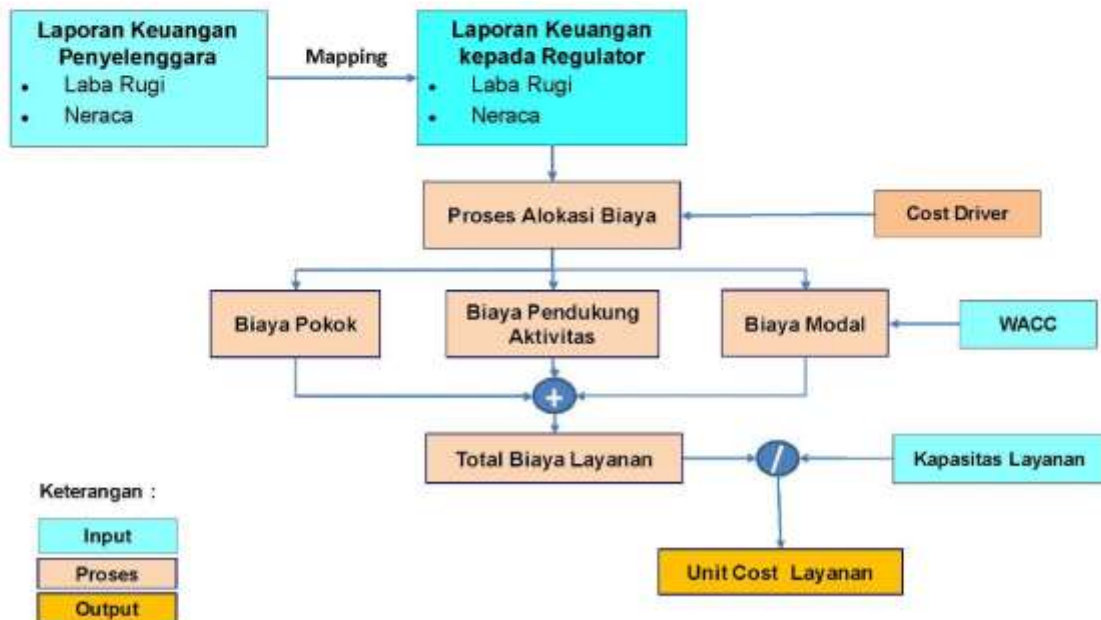 Laporan Keuangan
Penyelenggara
• Laba Rugi
• Neraca
Mapping
Laporan Keuangan
kepada Regulator
• Laba Rugi
• Neraca
Proses Alokasi Biaya
Cost Driver
Biaya Pokok
Biaya Pendukung
Aktivitas
Biaya Modal
WACC
+
Total Biaya Layanan
/
Kapasitas Layanan
Unit Cost Layanan
Keterangan :
Input
Proses
Output